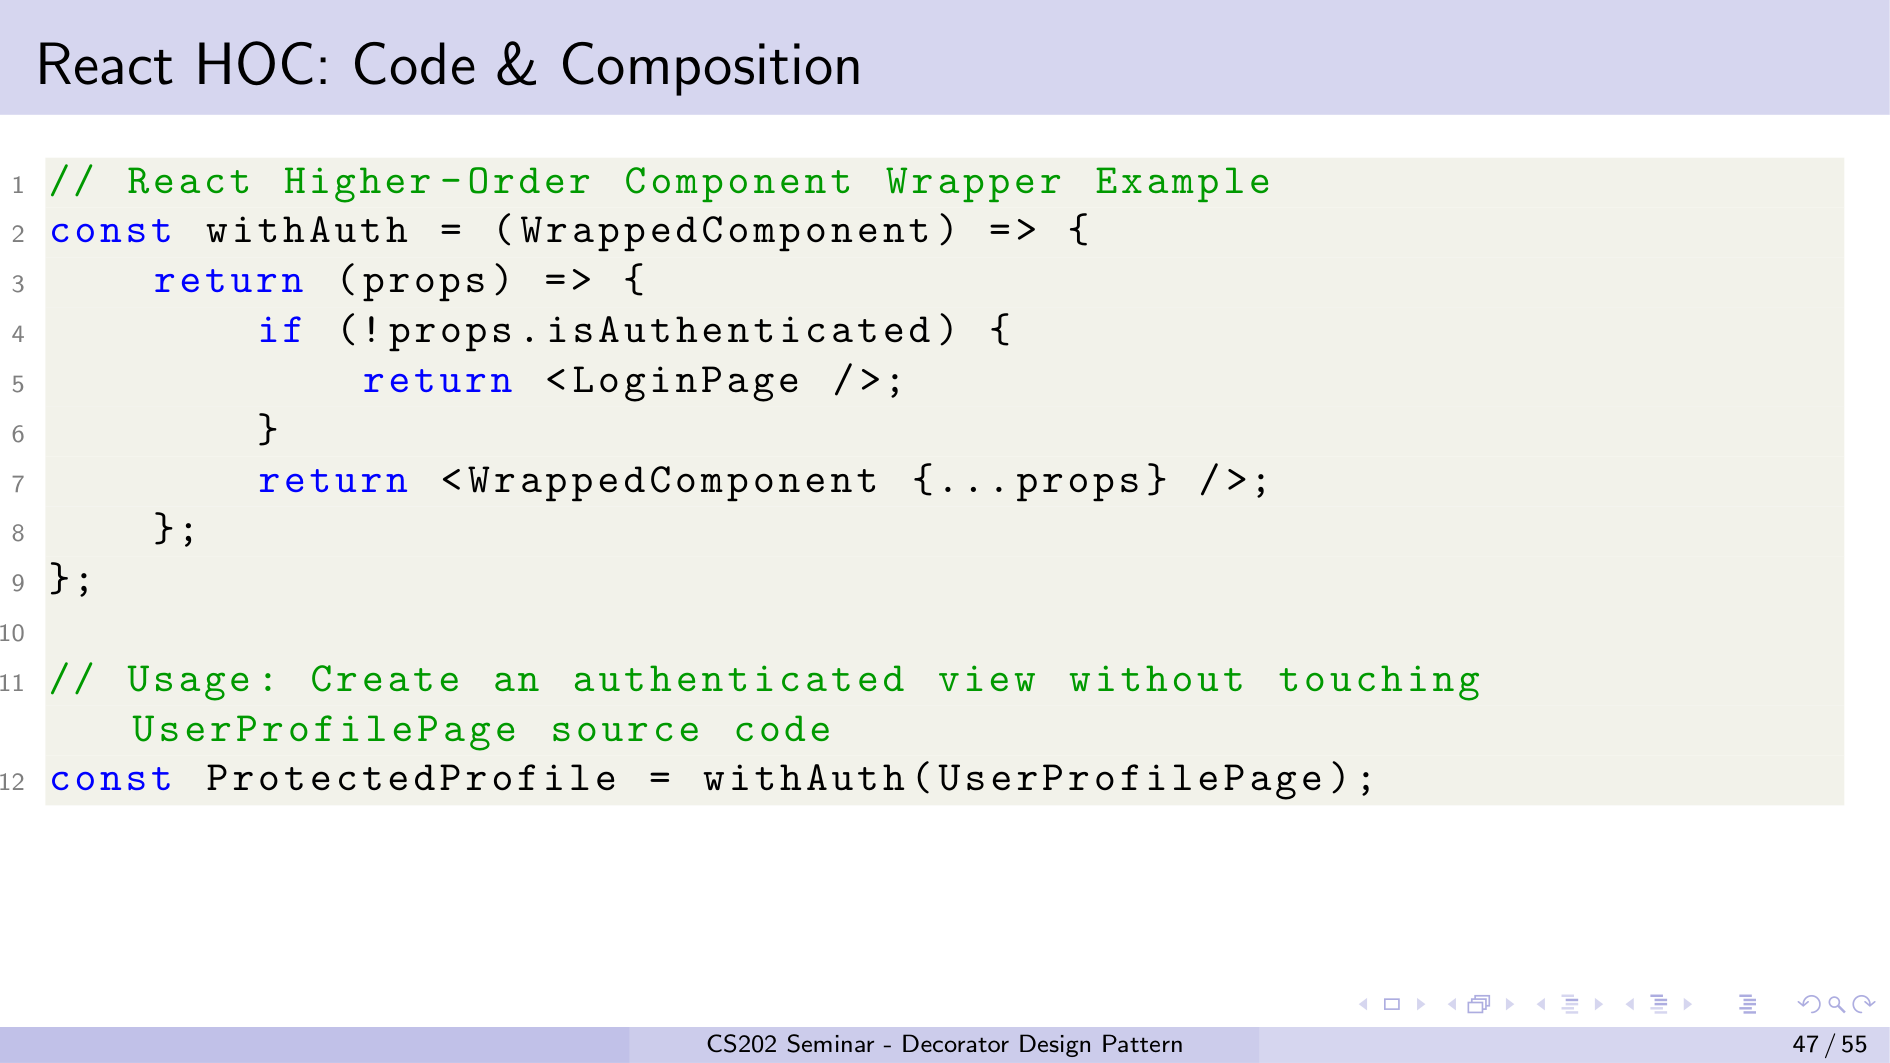 React HOC: Code & Composition
1 // React Higher-Order Component Wrapper Example
2 const withAuth = (WrappedComponent) => {
3     return (props) => {
4         if (!props.isAuthenticated) {
5             return <LoginPage />;
6         }
7         return <WrappedComponent {...props} />;
8     };
9 };
10
11 // Usage: Create an authenticated view without touching
UserProfilePage source code
12 const ProtectedProfile = withAuth(UserProfilePage);
CS202 Seminar - Decorator Design Pattern
47 / 55